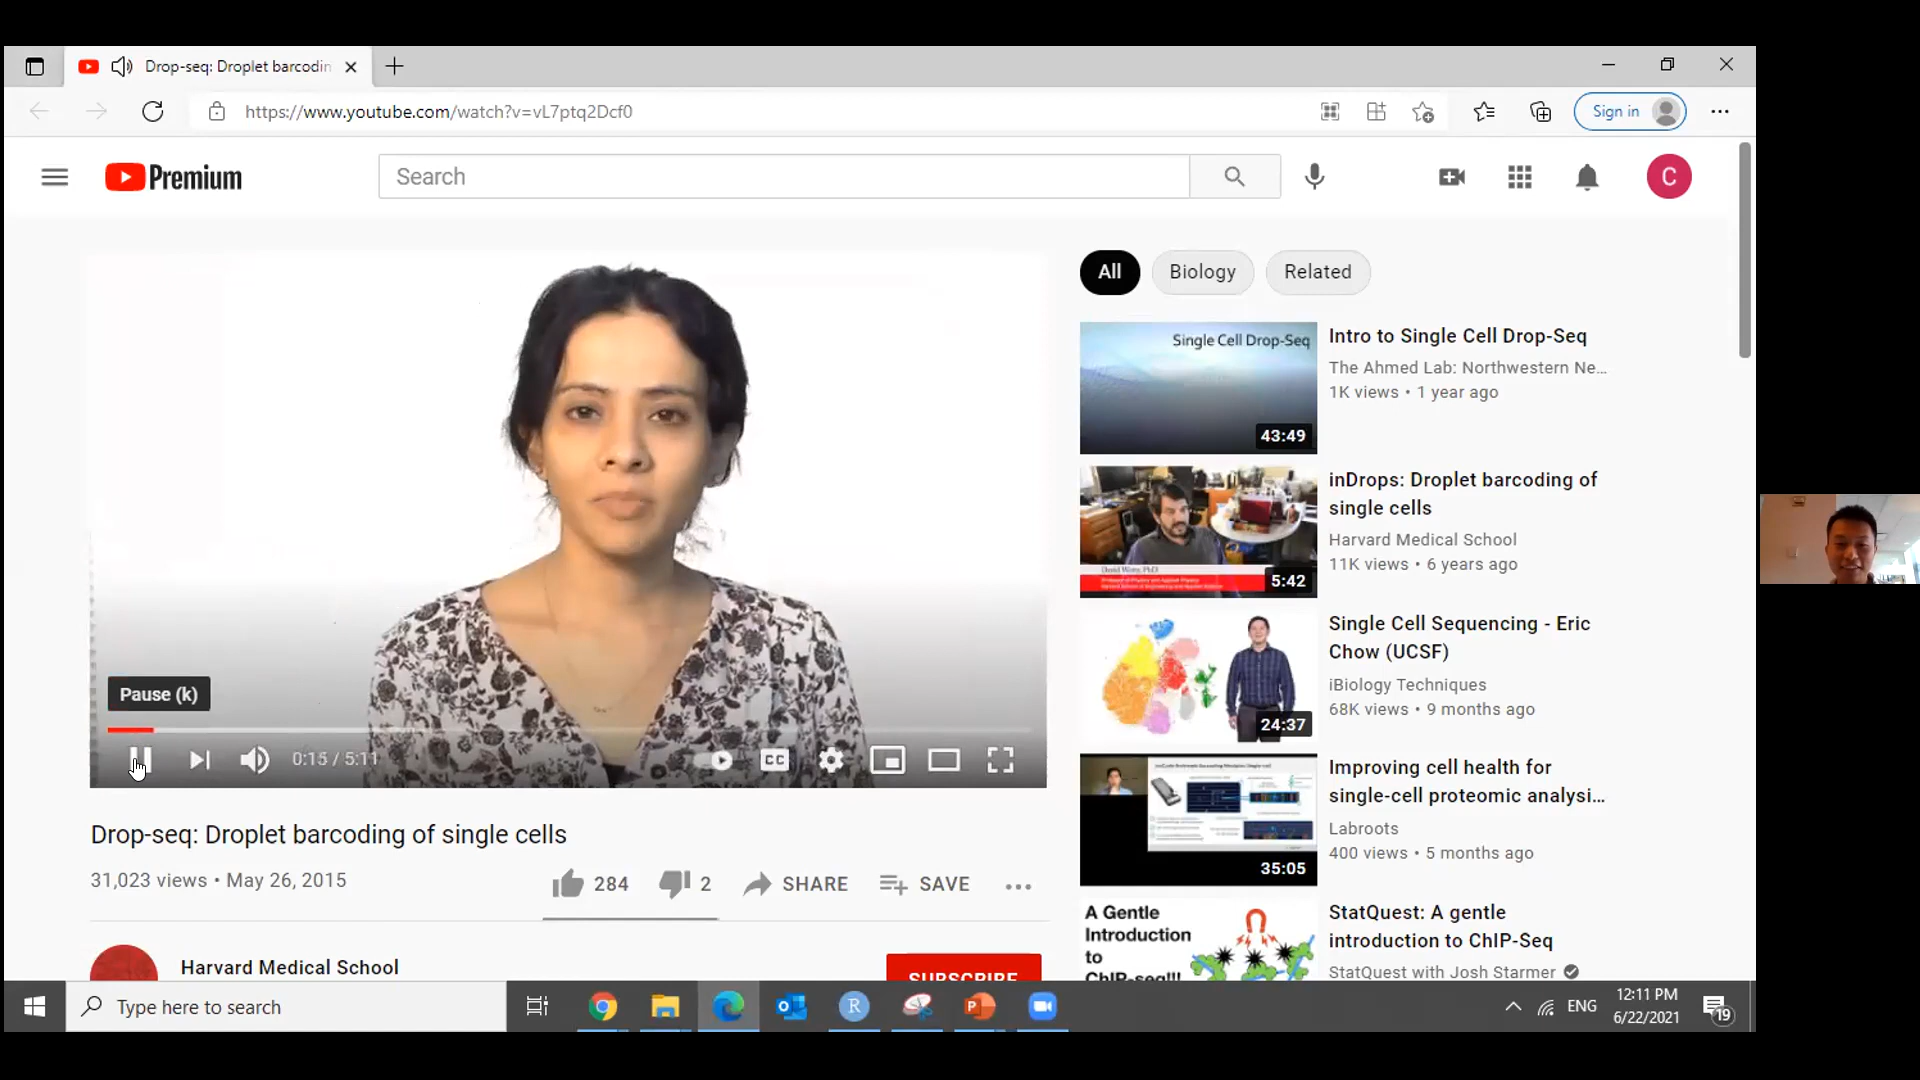 Drop-seq: Droplet barcodin
https://www.youtube.com/watch?v=vL7ptq2Dcf0
Sign in
Premium
Search
C
All
Biology
Related
Pause (k)
0:15 / 5:11
CC
Drop-seq: Droplet barcoding of single cells
31,023 views • May 26, 2015
284
2
SHARE
SAVE
Harvard Medical School
SUBSCRIBE
Single Cell Drop-Seq
43:49
Intro to Single Cell Drop-Seq
The Ahmed Lab: Northwestern Ne...
1K views • 1 year ago
5:42
inDrops: Droplet barcoding of
single cells
Harvard Medical School
11K views • 6 years ago
24:37
Single Cell Sequencing - Eric
Chow (UCSF)
iBiology Techniques
68K views • 9 months ago
35:05
Improving cell health for
single-cell proteomic analysi...
Labroots
400 views • 5 months ago
A Gentle
Introduction
to
ChIP-seq!!!
StatQuest: A gentle
introduction to ChIP-Seq
StatQuest with Josh Starmer
Type here to search
R
P
ENG
12:11 PM
6/22/2021
19